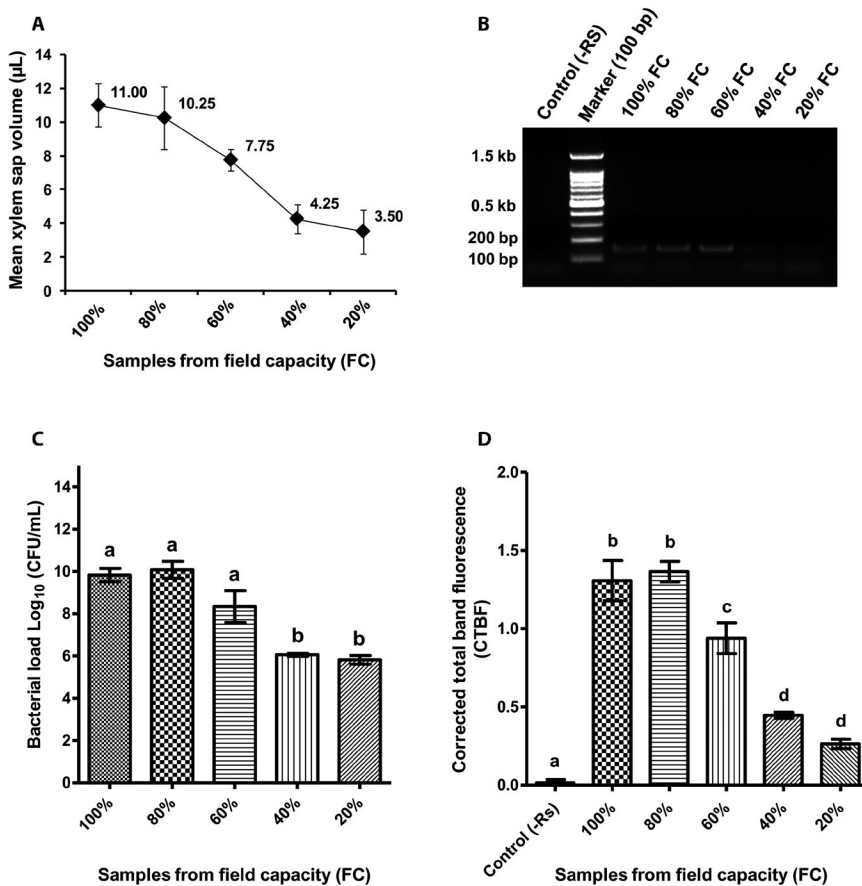 A
Mean xylem sap volume (µL)
14
12
10
8
6
4
2
0
11.00
10.25
7.75
4.25
3.50
100%
80%
60%
40%
20%
Samples from field capacity (FC)
B
Control (-RS)
Marker (100 bp)
100% FC
80% FC
60% FC
40% FC
20% FC
1.5 kb
0.5 kb
200 bp
100 bp
C
Bacterial load Log10 (CFU/mL)
14
12
10
8
6
4
2
0
a
a
a
b
b
100%
80%
60%
40%
20%
Samples from field capacity (FC)
D
Corrected total band fluorescence
(CTBF)
2.0
1.5
1.0
0.5
0.0
a
b
b
c
d
d
Control (-Rs)
100%
80%
60%
40%
20%
Samples from field capacity (FC)